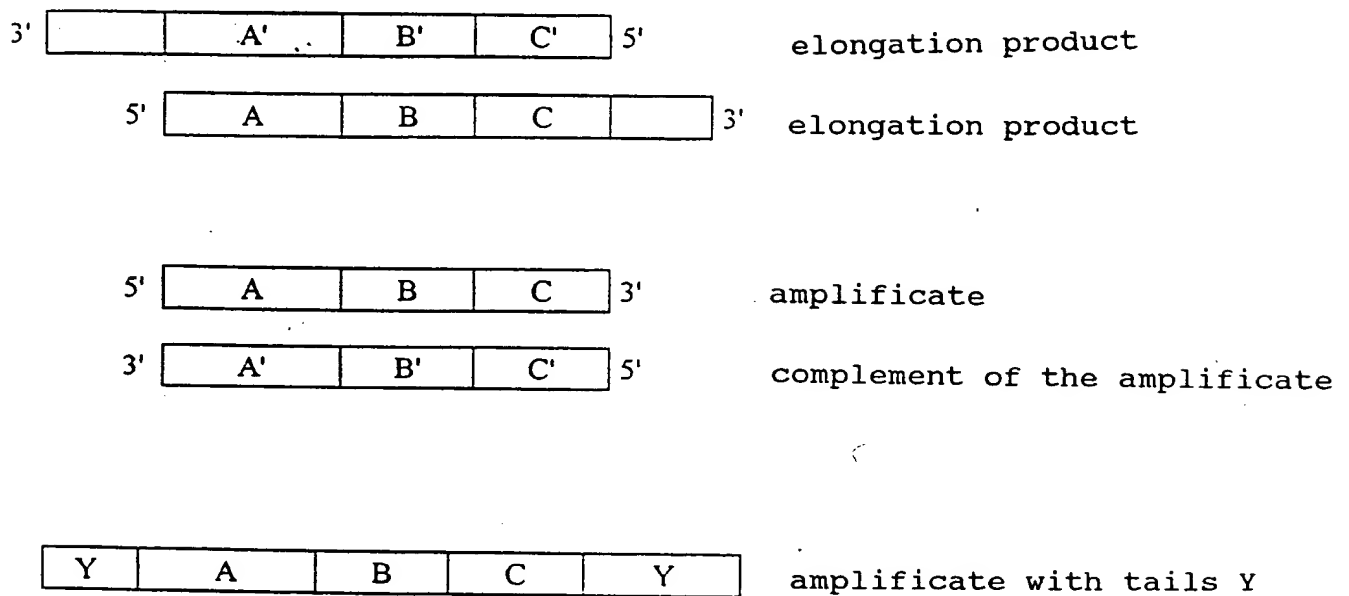 3' A' B' C' 5' elongation product
5' A B C 3' elongation product
5' A B C 3' amplificate
3' A' B' C' 5' complement of the amplificate
Y A B C Y amplificate with tails Y